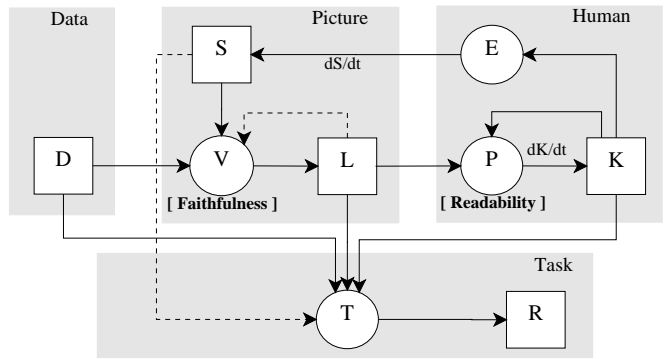 Data
Picture
Human
S
E
dS/dt
D
V
L
P
dK/dt
K
[ Faithfulness ]
[ Readability ]
Task
T
R